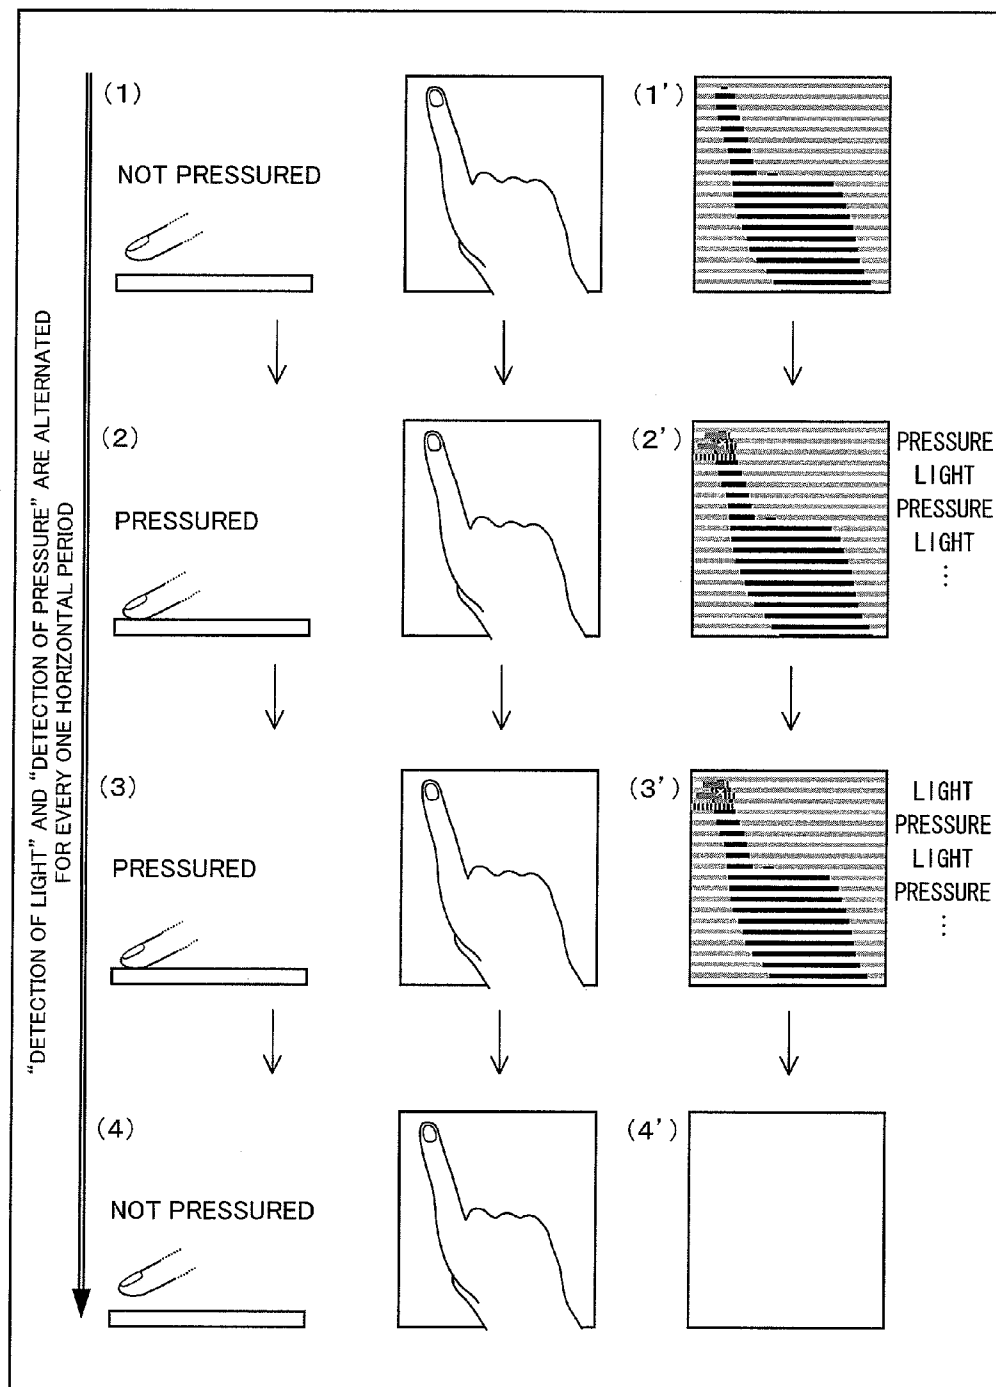 "DETECTION OF LIGHT" AND "DETECTION OF PRESSURE" ARE ALTERNATED
FOR EVERY ONE HORIZONTAL PERIOD
(1)
(1')
NOT PRESSURED
(2)
(2')
PRESSURED
PRESSURE
LIGHT
PRESSURE
LIGHT
⋮
(3)
(3')
PRESSURED
LIGHT
PRESSURE
LIGHT
PRESSURE
⋮
(4)
(4')
NOT PRESSURED